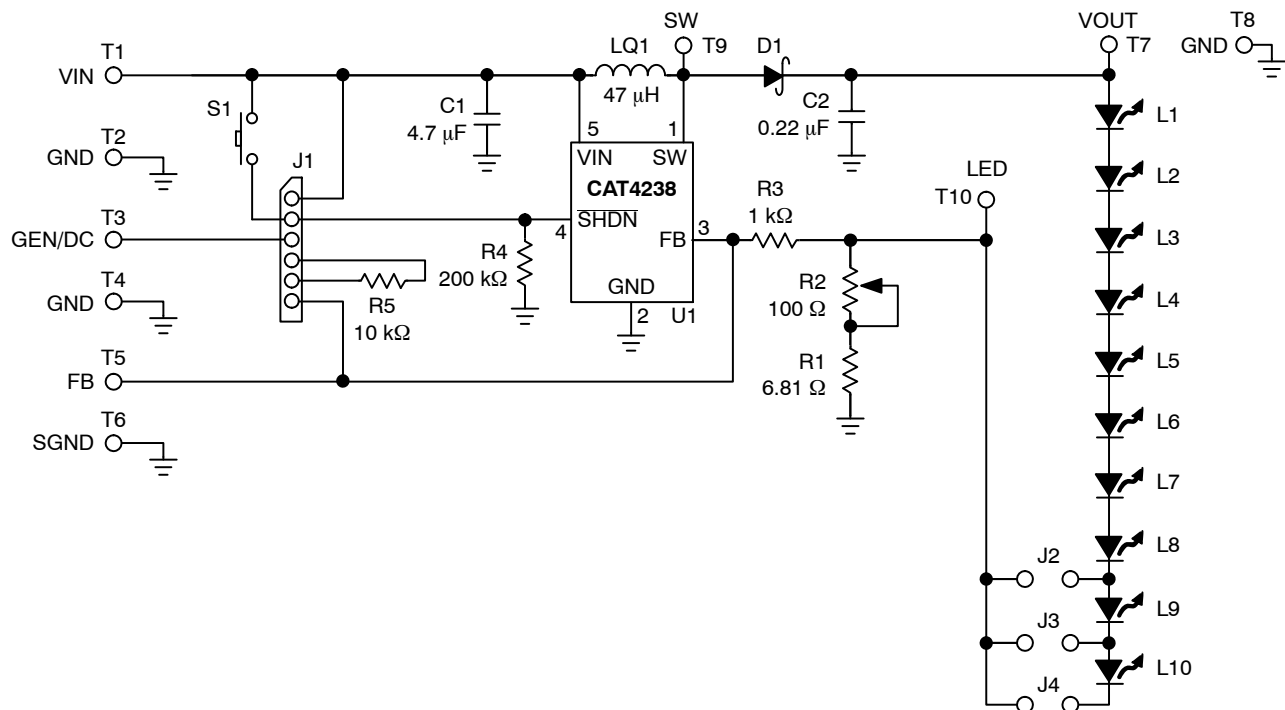 SW
T9
VOUT
T7
T8
GND
T1
VIN
LQ1
47 μH
D1
S1
C1
4.7 μF
C2
0.22 μF
L1
T2
GND
J1
5
1
VIN
SW
CAT4238
SHDN
4
FB
3
GND
2
U1
R3
1 kΩ
LED
T10
L2
T3
GEN/DC
R4
200 kΩ
L3
T4
GND
R5
10 kΩ
R2
100 Ω
L4
T5
FB
R1
6.81 Ω
L5
T6
SGND
L6
L7
J2
L8
J3
L9
J4
L10